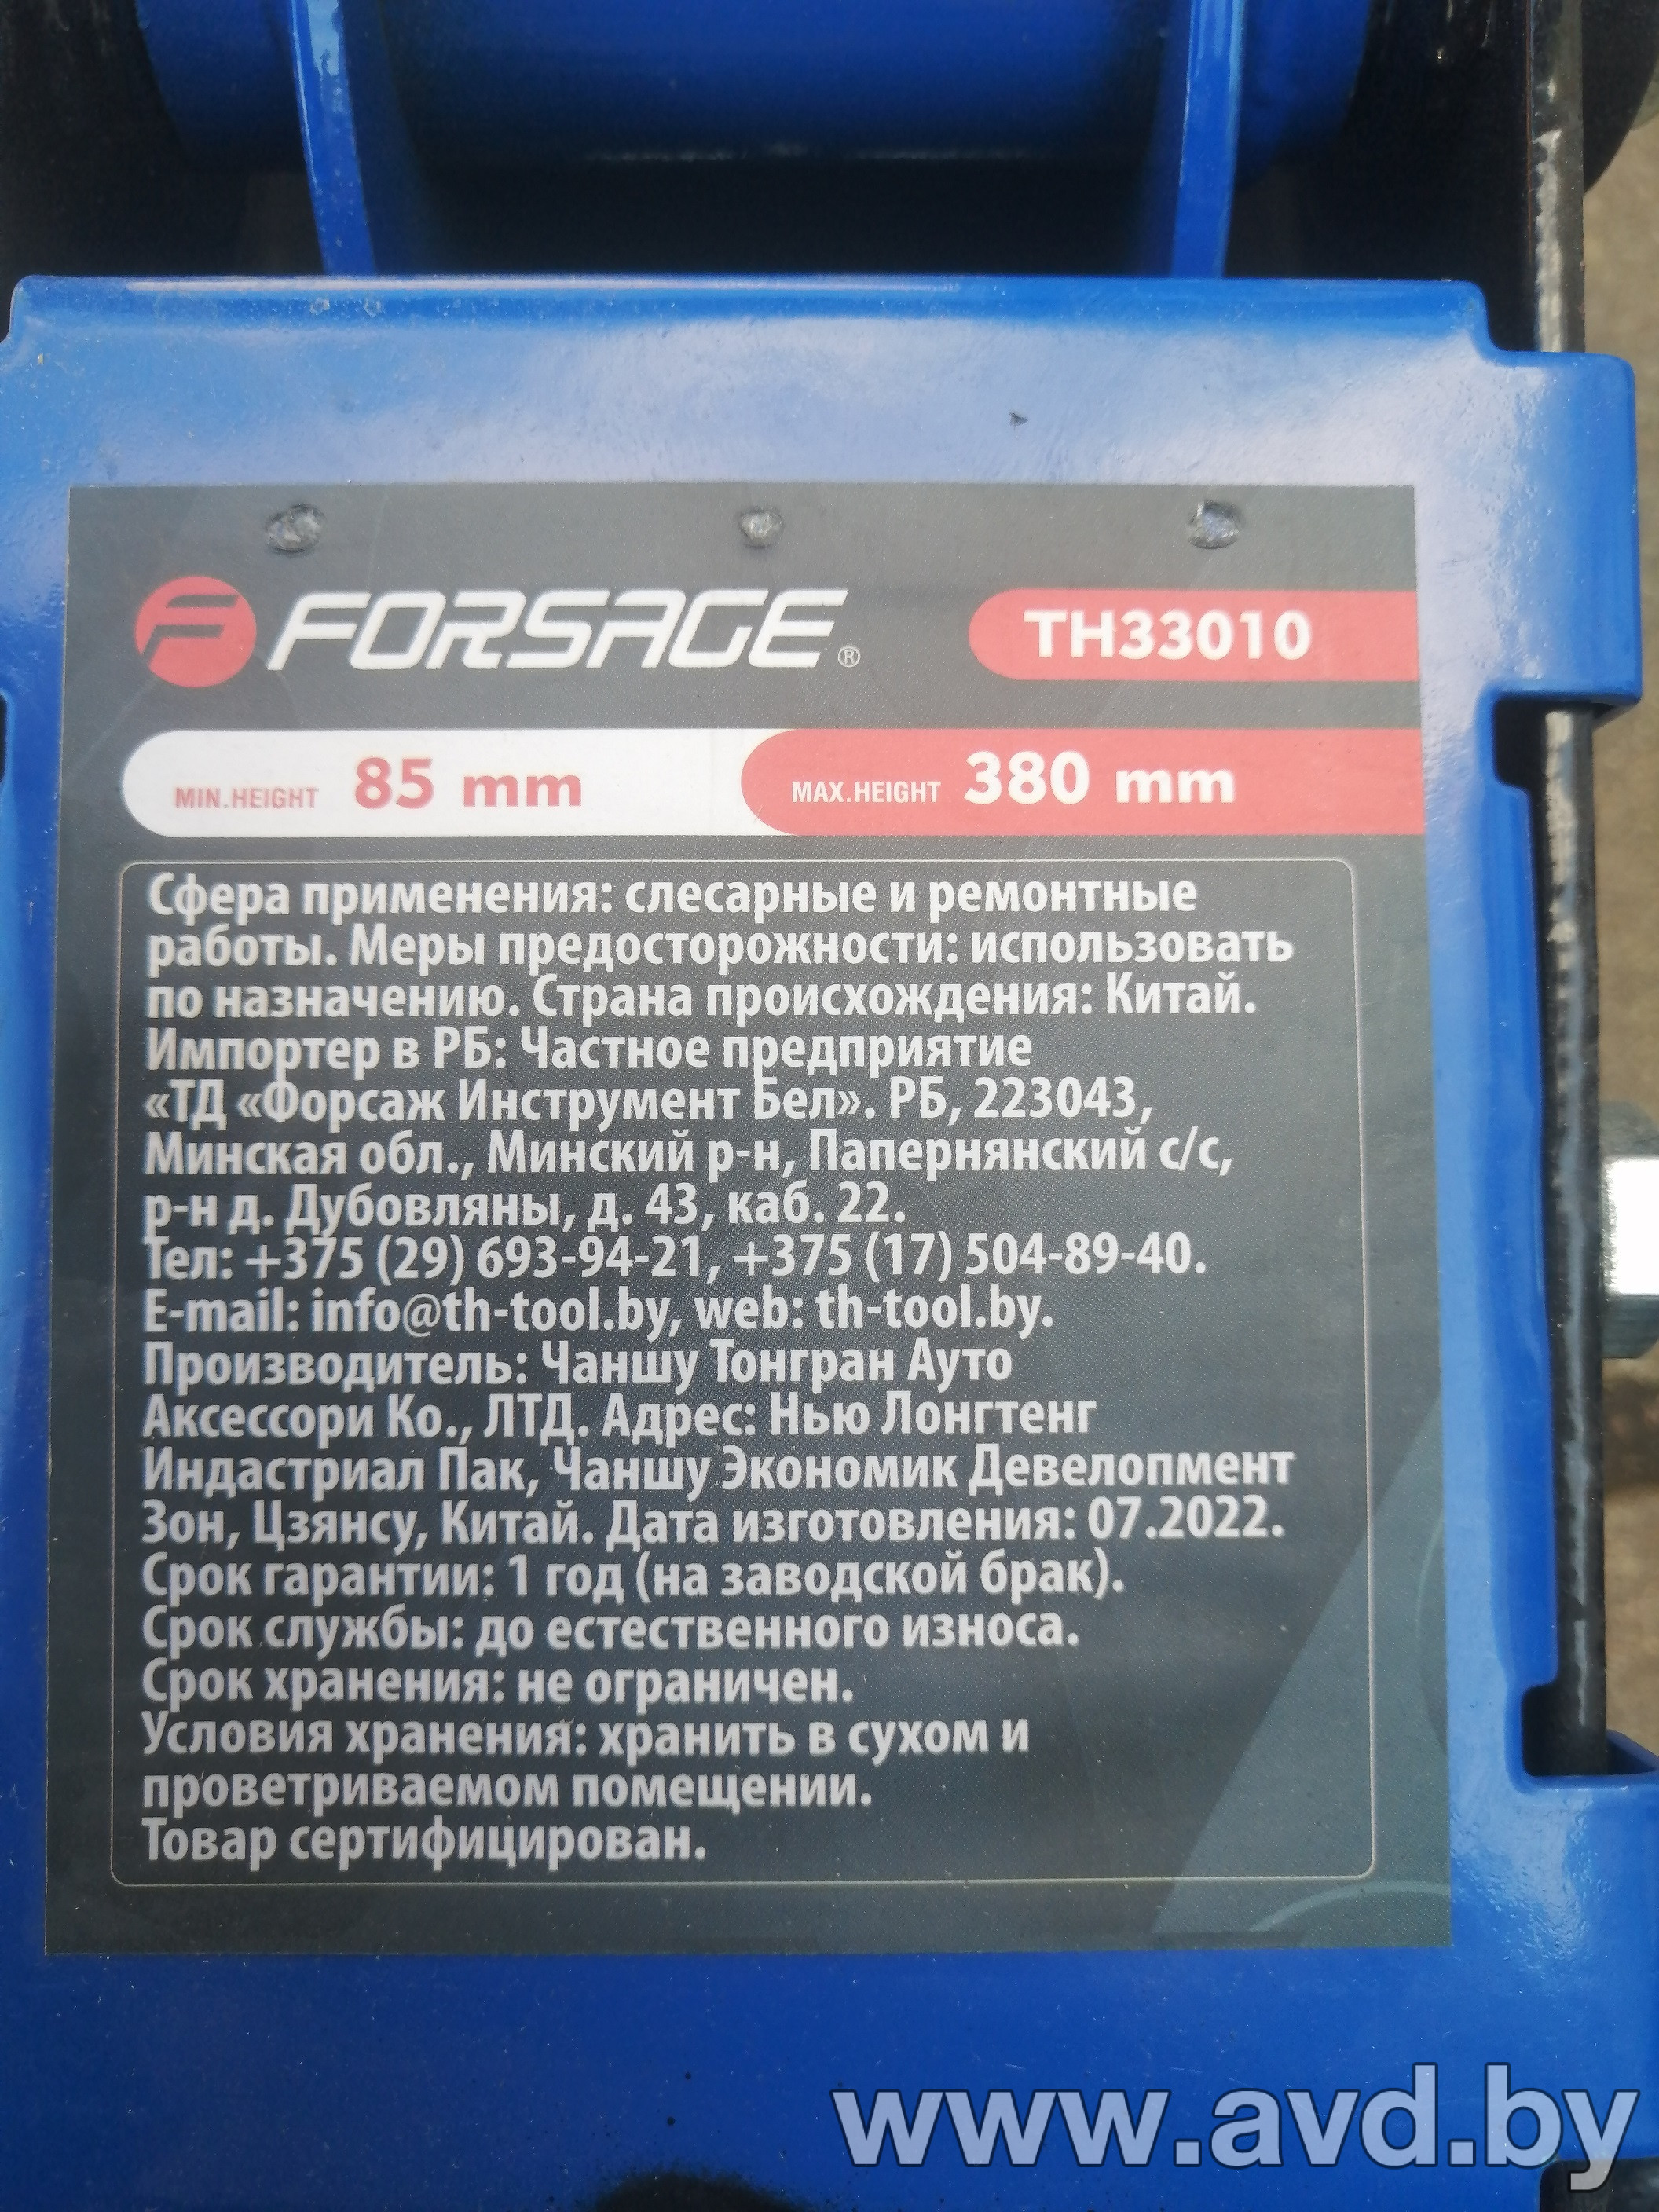 FORSAGE®
TH33010
MIN.HEIGHT 85 mm
MAX.HEIGHT 380 mm
Сфера применения: слесарные и ремонтные
работы. Меры предосторожности: использовать
по назначению. Страна происхождения: Китай.
Импортер в РБ: Частное предприятие
«ТД «Форсаж Инструмент Бел». РБ, 223043,
Минская обл., Минский р-н, Папернянский с/с,
р-н д. Дубовляны, д. 43, каб. 22.
Тел: +375 (29) 693-94-21, +375 (17) 504-89-40.
E-mail: info@th-tool.by, web: th-tool.by.
Производитель: Чаншу Тонгран Ауто
Аксессори Ко., ЛТД. Адрес: Нью Лонгтенг
Индастриал Пак, Чаншу Экономик Девелопмент
Зон, Цзянсу, Китай. Дата изготовления: 07.2022.
Срок гарантии: 1 год (на заводской брак).
Срок службы: до естественного износа.
Срок хранения: не ограничен.
Условия хранения: хранить в сухом и
проветриваемом помещении.
Товар сертифицирован.
www.avd.by